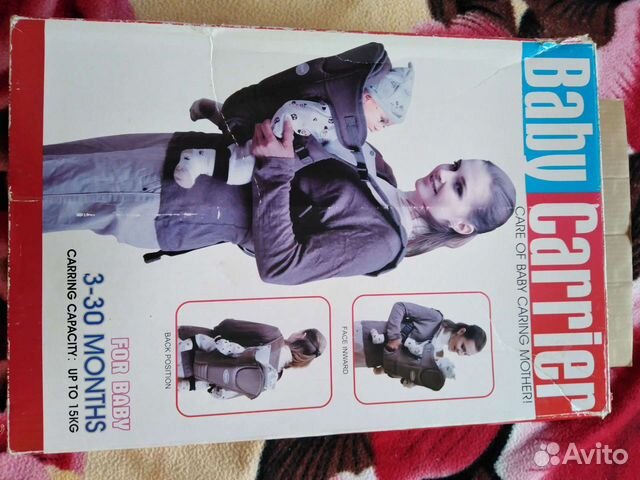 Baby Carrier
CARE OF BABY CARING MOTHER!
FACE INWARD
BACK POSITION
FOR BABY
3-30 MONTHS
CARRING CAPACITY: UP TO 15KG
Avito